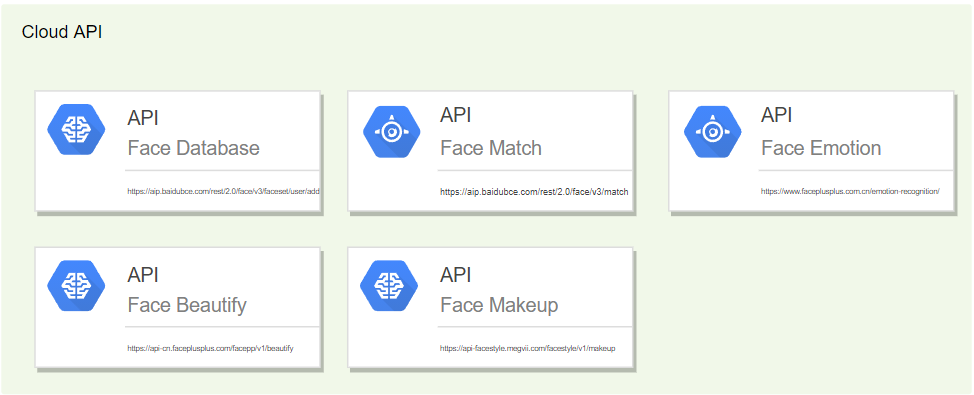 Cloud API
API
Face Database
https://aip.baidubce.com/rest/2.0/face/v3/faceset/user/add
API
Face Match
https://aip.baidubce.com/rest/2.0/face/v3/match
API
Face Emotion
https://www.faceplusplus.com.cn/emotion-recognition/
API
Face Beautify
https://api-cn.faceplusplus.com/facepp/v1/beautify
API
Face Makeup
https://api-facestyle.megvii.com/facestyle/v1/makeup